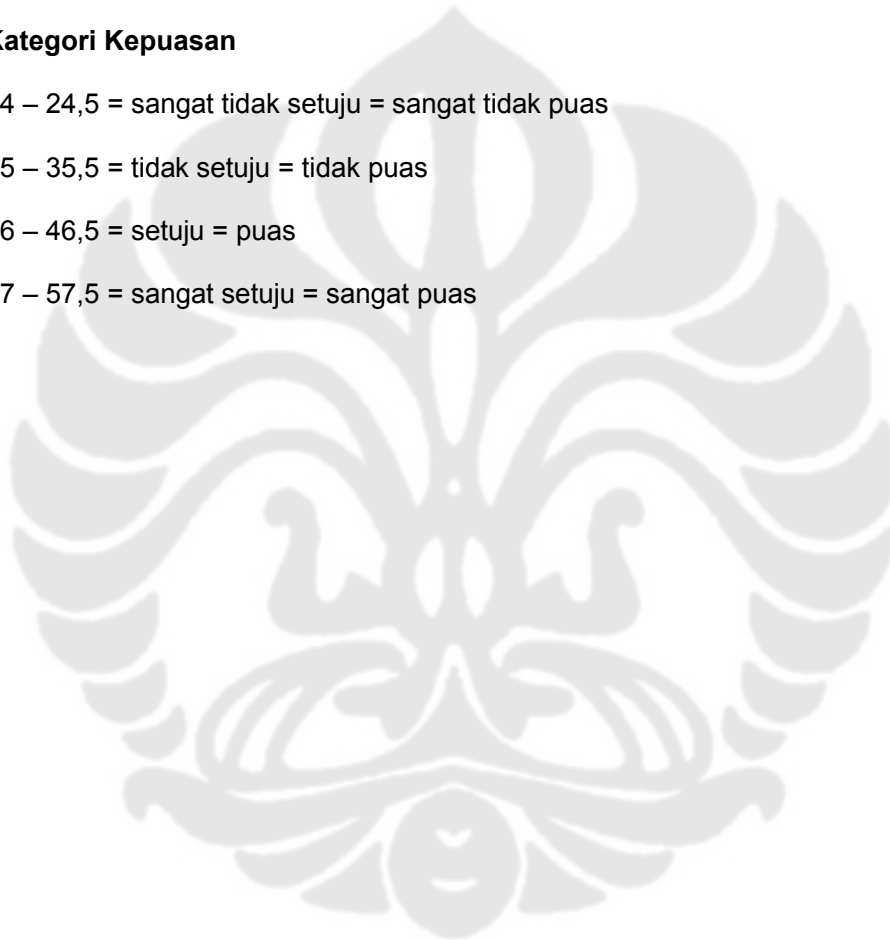 Kategori Kepuasan
4 – 24,5 = sangat tidak setuju = sangat tidak puas
5 – 35,5 = tidak setuju = tidak puas
6 – 46,5 = setuju = puas
7 – 57,5 = sangat setuju = sangat puas